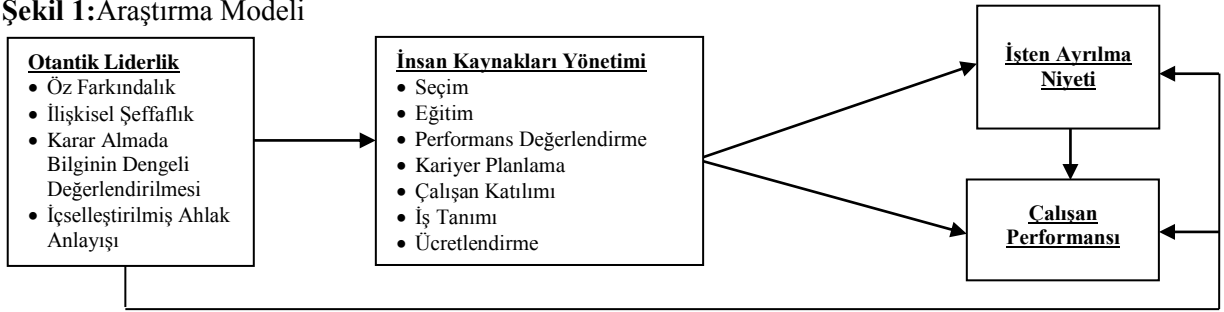 Şekil 1:Araştırma Modeli
Otantik Liderlik
• Öz Farkındalık
• İlişkisel Şeffaflık
• Karar Almada
Bilginin Dengeli
Değerlendirilmesi
• İçselleştirilmiş Ahlak
Anlayışı
İnsan Kaynakları Yönetimi
• Seçim
• Eğitim
• Performans Değerlendirme
• Kariyer Planlama
• Çalışan Katılımı
• İş Tanımı
• Ücretlendirme
İşten Ayrılma
Niyeti
Çalışan
Performansı